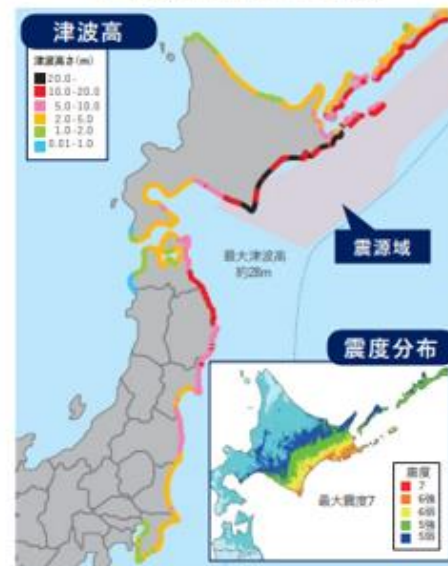 津波高
津波高さ(m)
20.0-
10.0-20.0
5.0-10.0
2.0-5.0
1.0-2.0
0.01-1.0
震源域
最大津波高
約28m
震度分布
最大震度7
震度
7
6強
6弱
5強
5弱